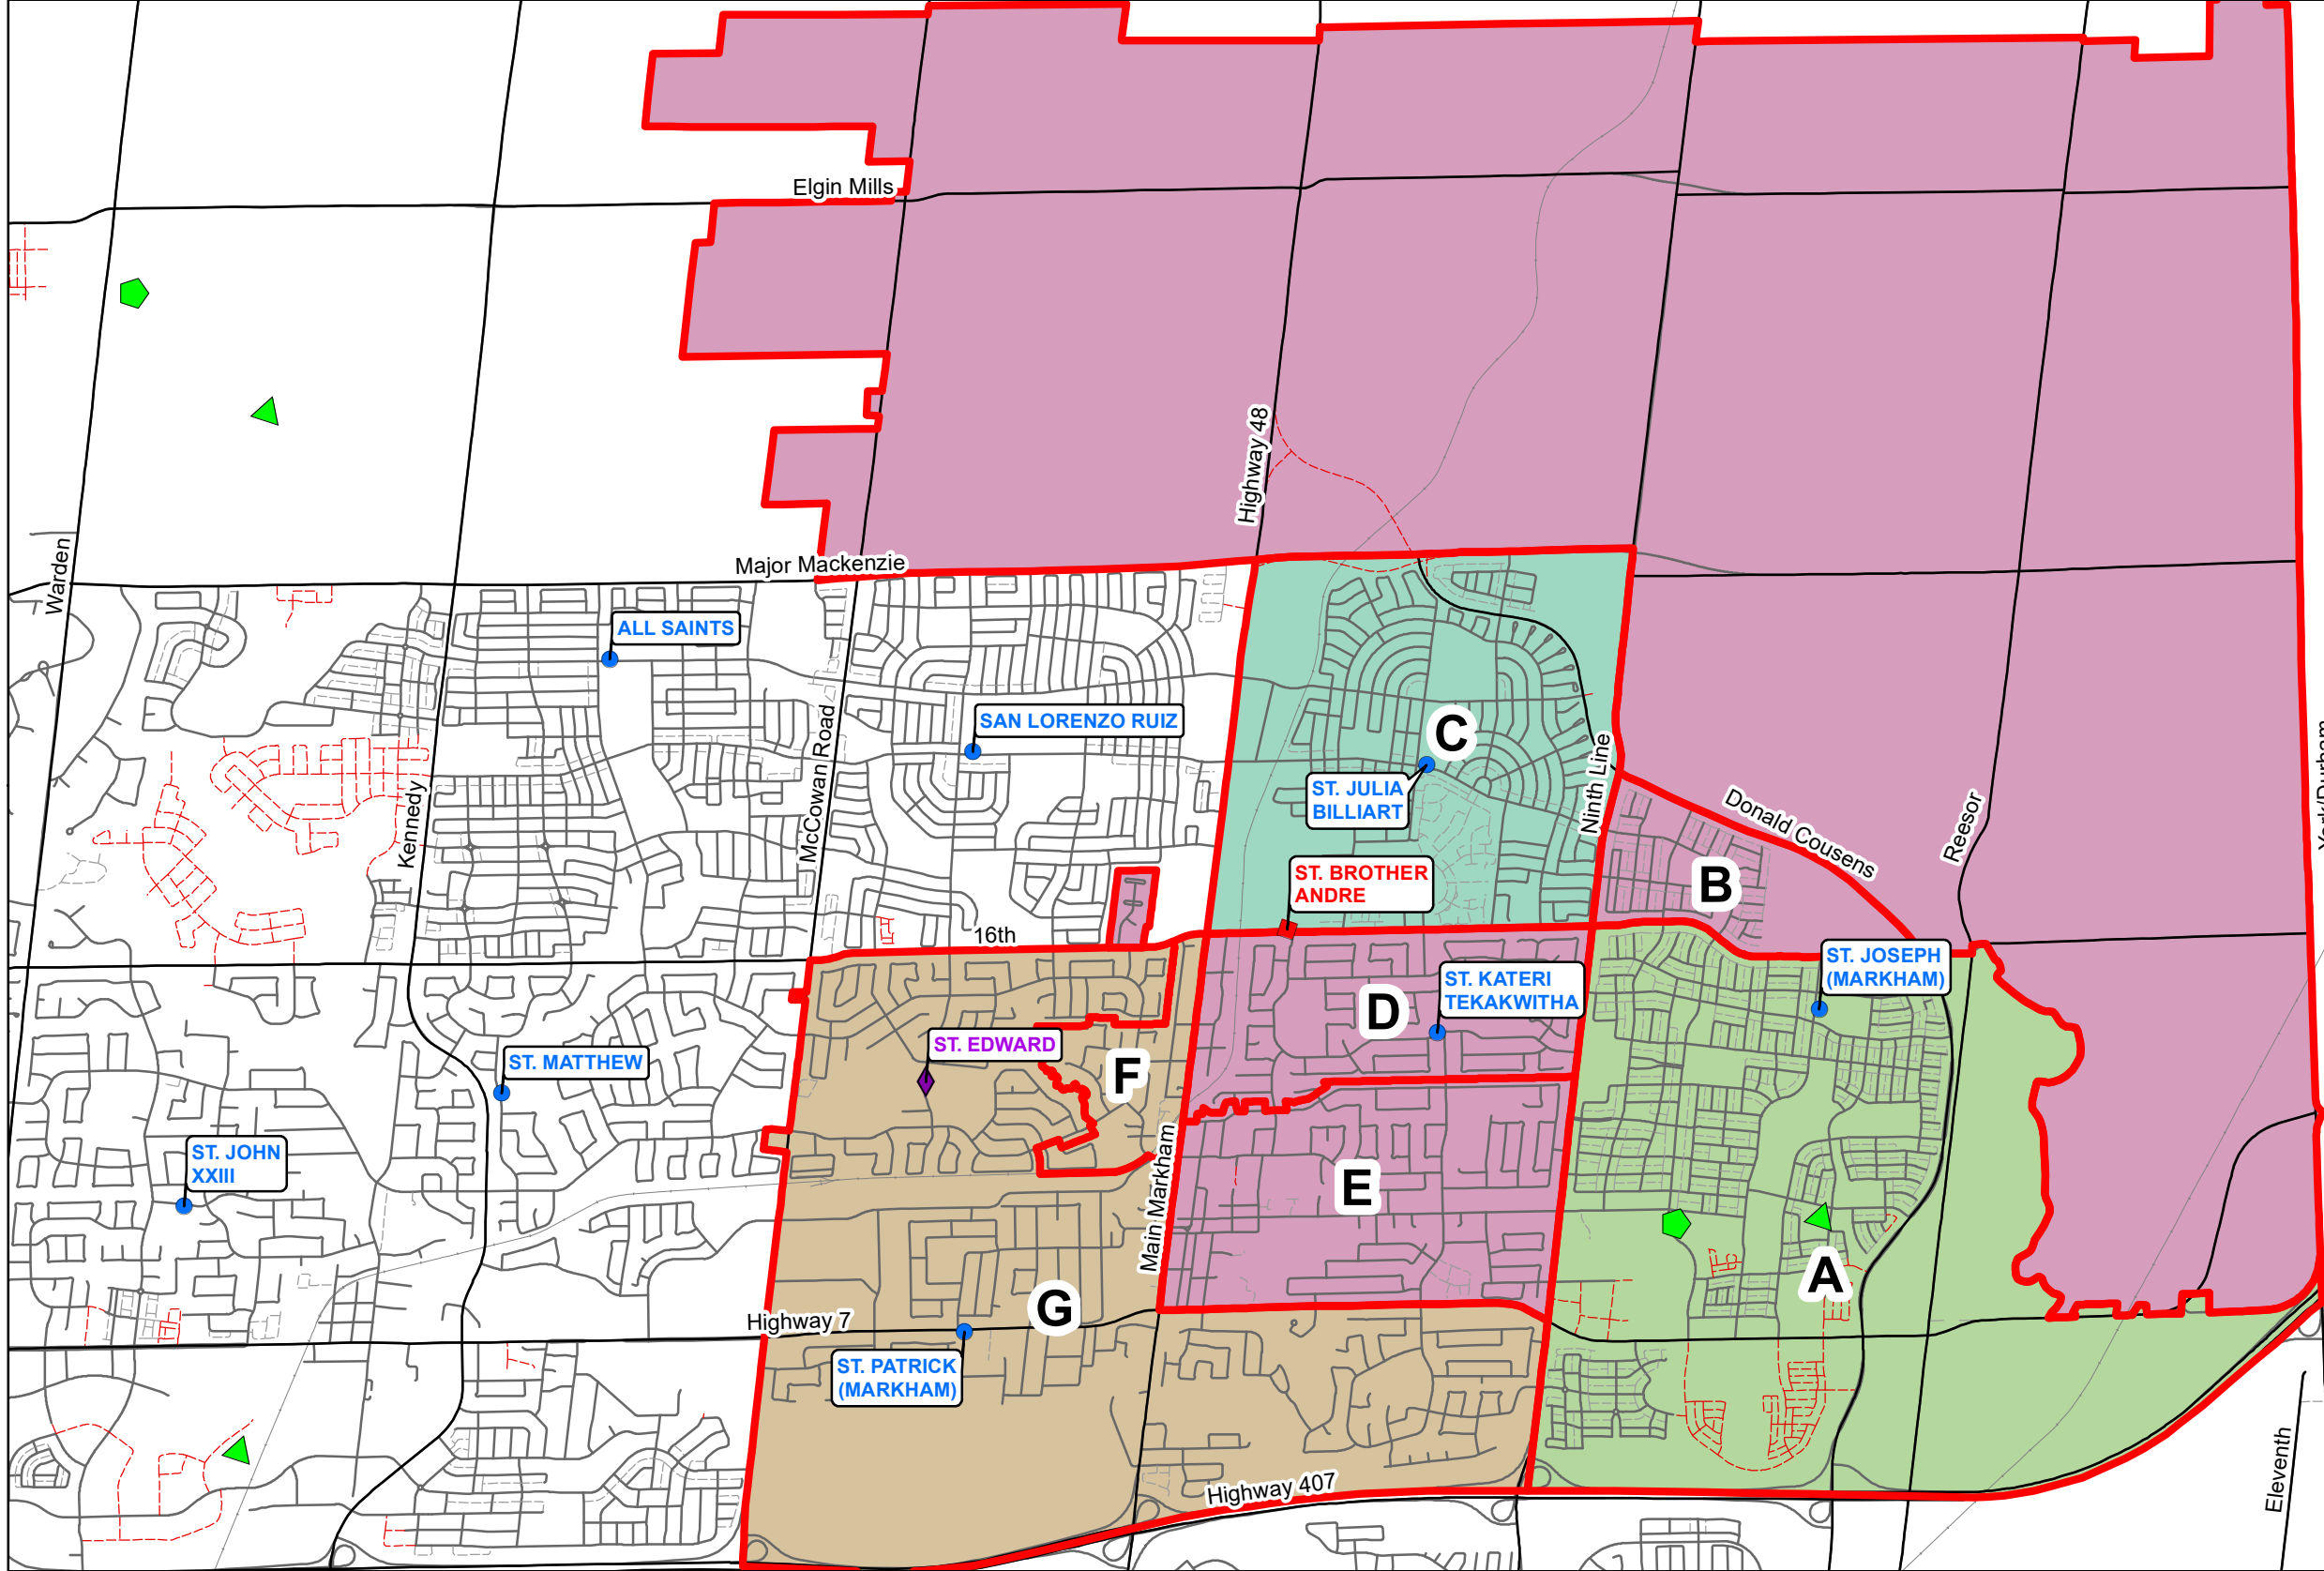 Elgin Mills
Highway 48
Major Mackenzie
Warden
ALL SAINTS
SAN LORENZO RUIZ
McCowan Road
Kennedy
C
ST. JULIA
BILLIART
Ninth Line
Donald Cousens
Reesor
York/Durham
ST. BROTHER
ANDRE
B
16th
ST. JOSEPH
(MARKHAM)
ST. KATERI
TEKAKWITHA
D
ST. EDWARD
F
ST. MATTHEW
ST. JOHN
XXIII
Main Markham
E
A
G
Highway 7
ST. PATRICK
(MARKHAM)
Highway 407
Eleventh